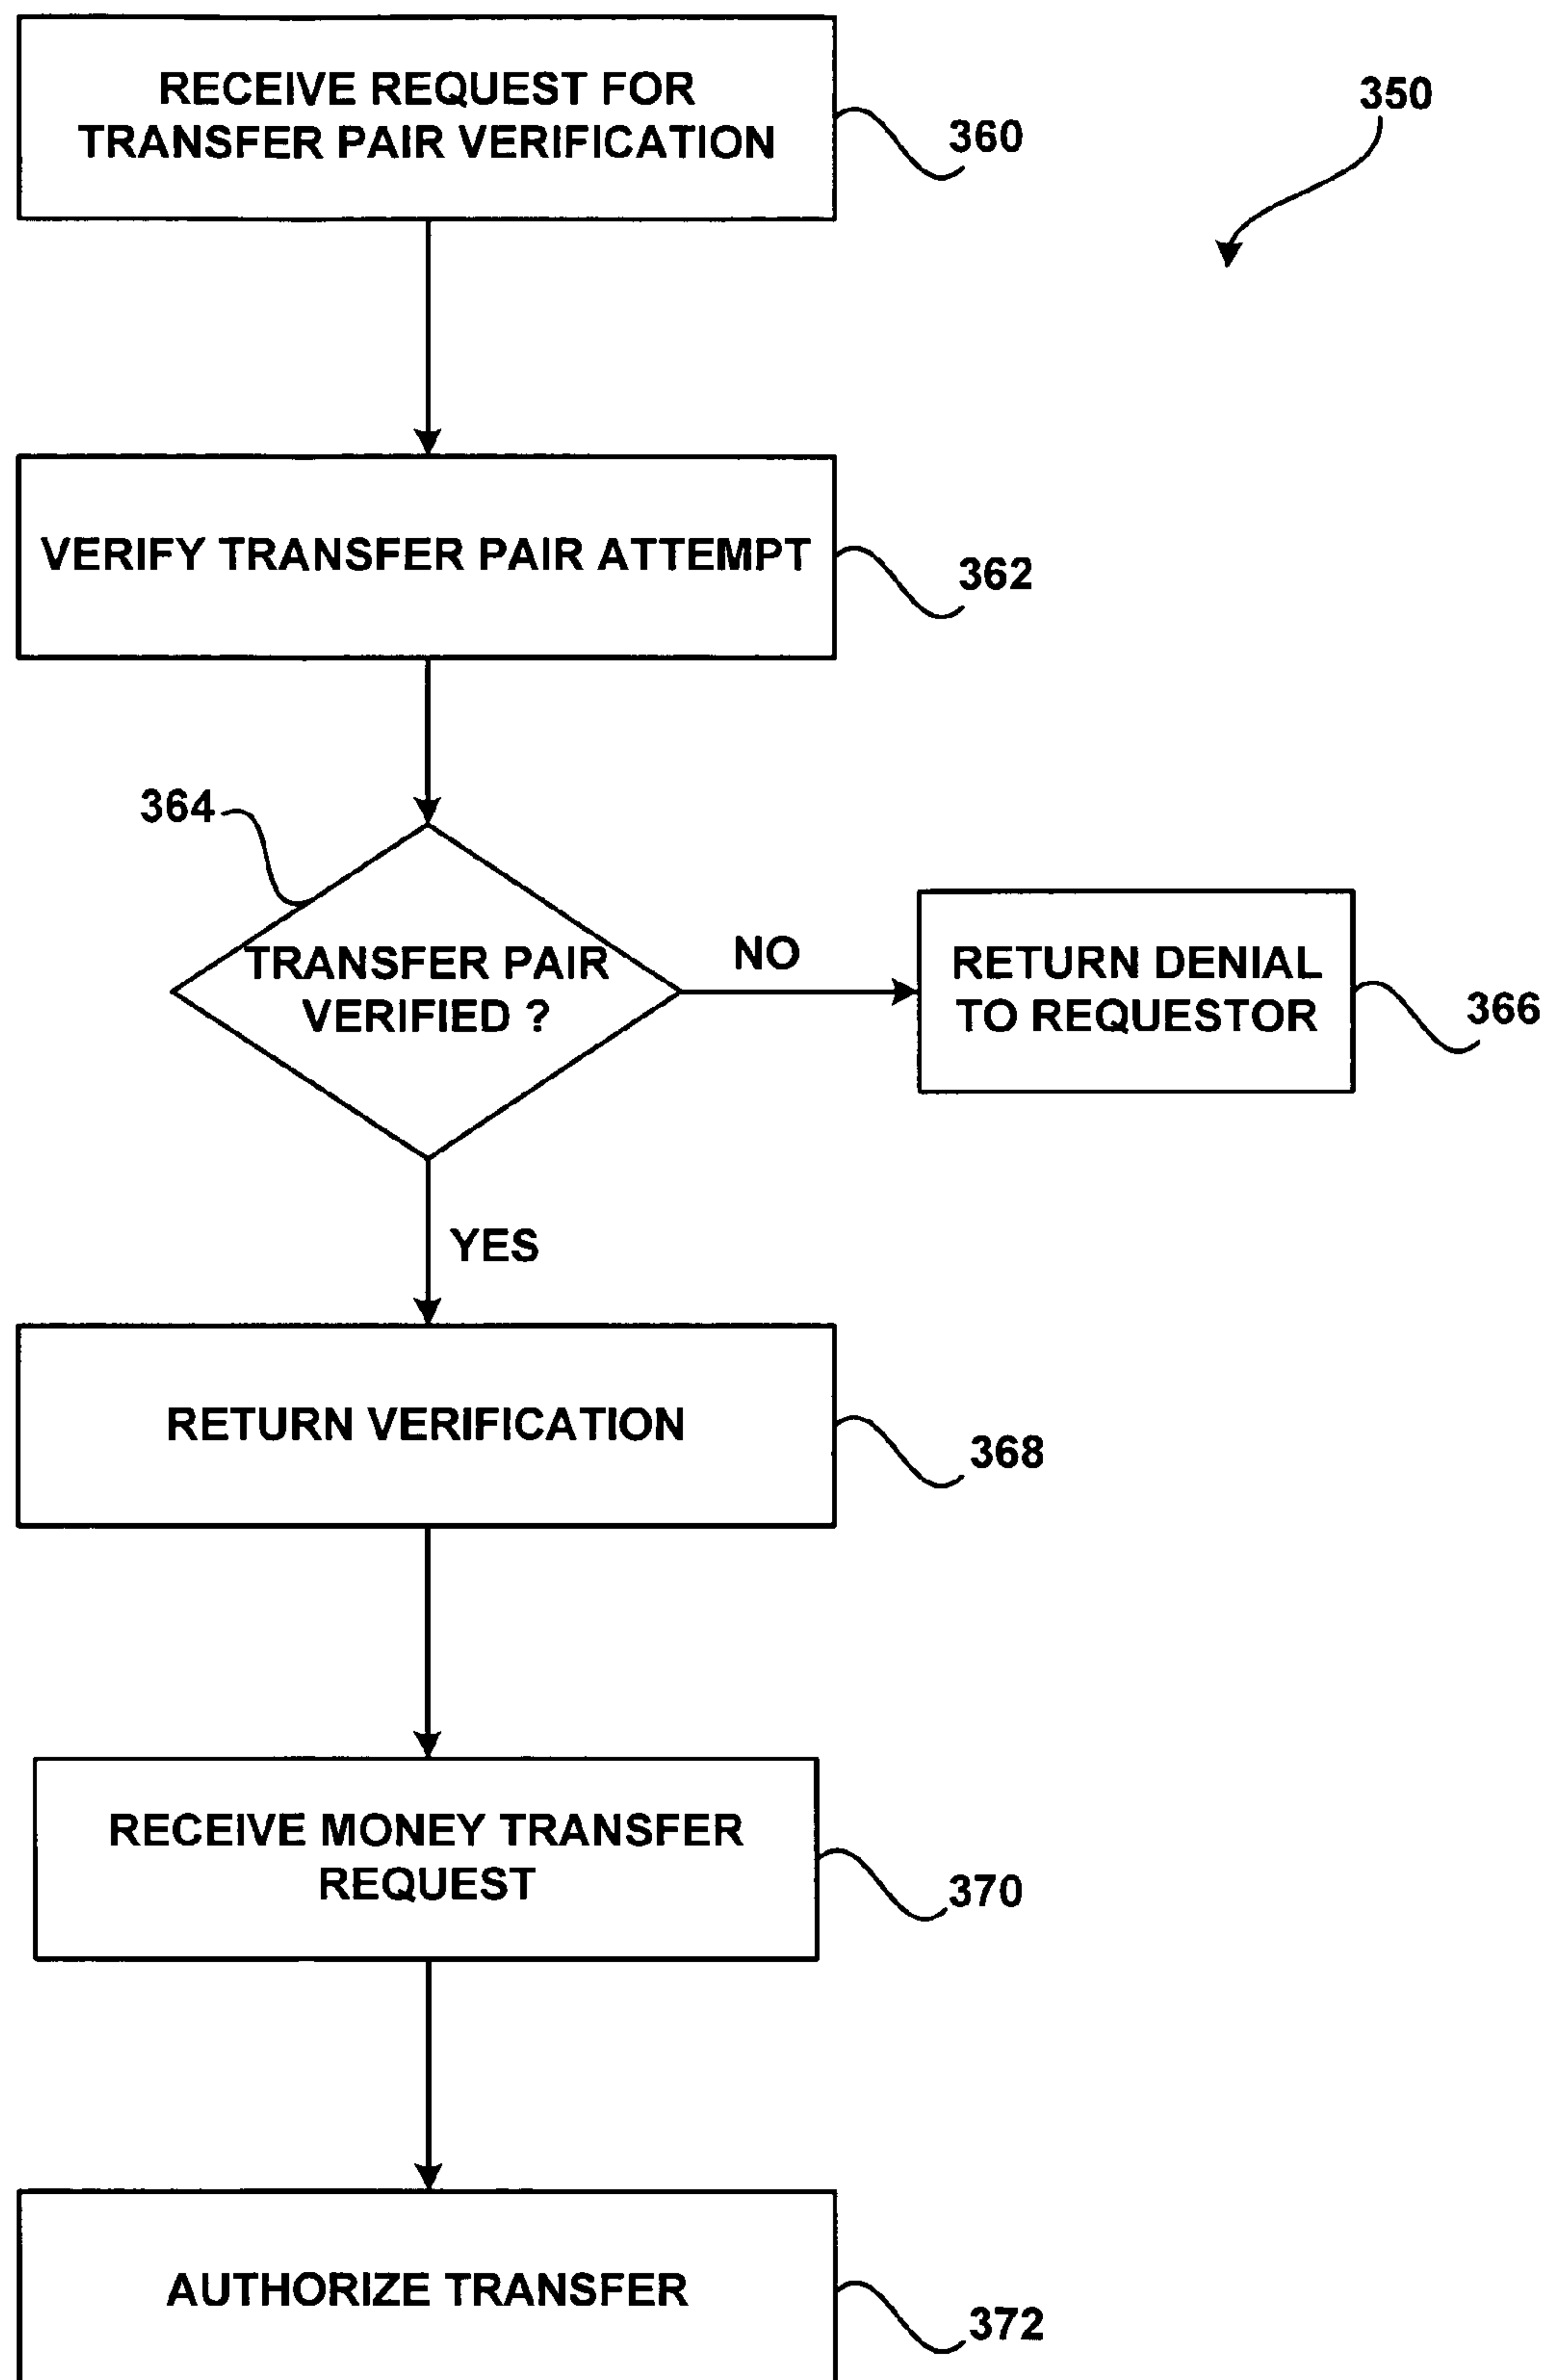 RECEIVE REQUEST FOR
TRANSFER PAIR VERIFICATION
360
350
VERIFY TRANSFER PAIR ATTEMPT
362
364
TRANSFER PAIR
VERIFIED ?
NO
RETURN DENIAL
TO REQUESTOR
366
YES
RETURN VERIFICATION
368
RECEIVE MONEY TRANSFER
REQUEST
370
AUTHORIZE TRANSFER
372